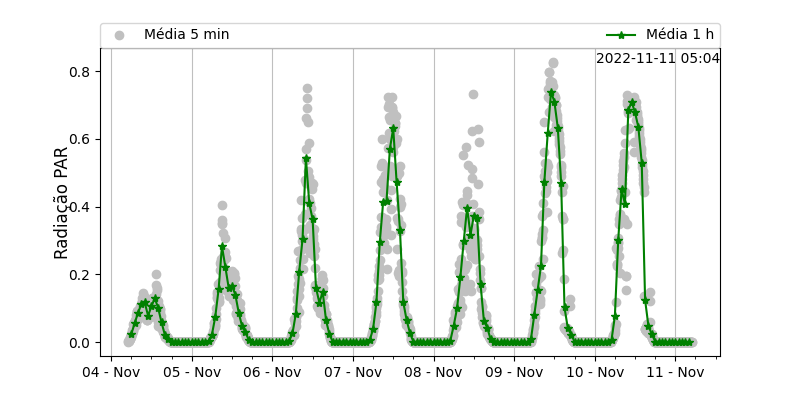 Média 5 min
Média 1 h
2022-11-11 05:04
Radiação PAR
0.8
0.6
0.4
0.2
0.0
04 - Nov
05 - Nov
06 - Nov
07 - Nov
08 - Nov
09 - Nov
10 - Nov
11 - Nov